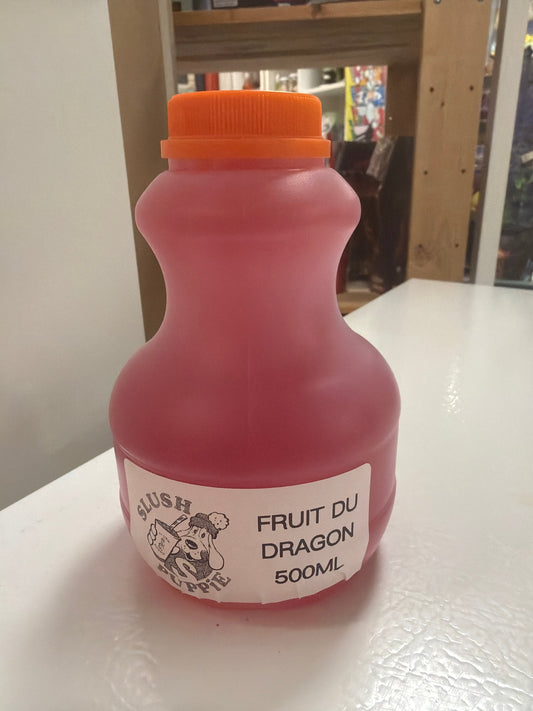 SLUSH
PUPPIE
FRUIT DU
DRAGON
500ML